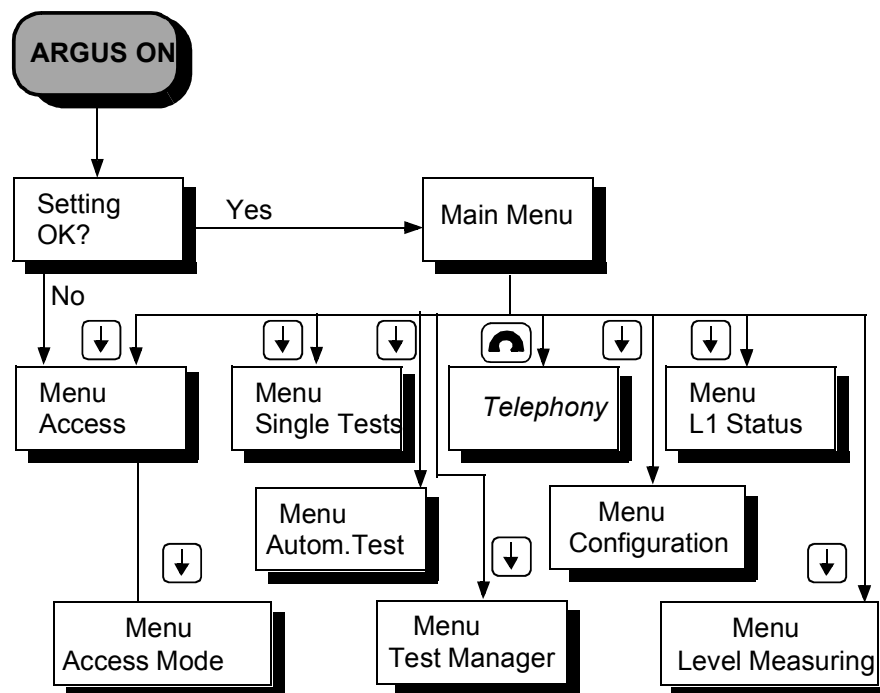 ARGUS ON
Setting
OK?
Yes
Main Menu
No
Menu
Access
Menu
Single Tests
Telephony
Menu
L1 Status
Menu
Autom.Test
Menu
Configuration
Menu
Access Mode
Menu
Test Manager
Menu
Level Measuring